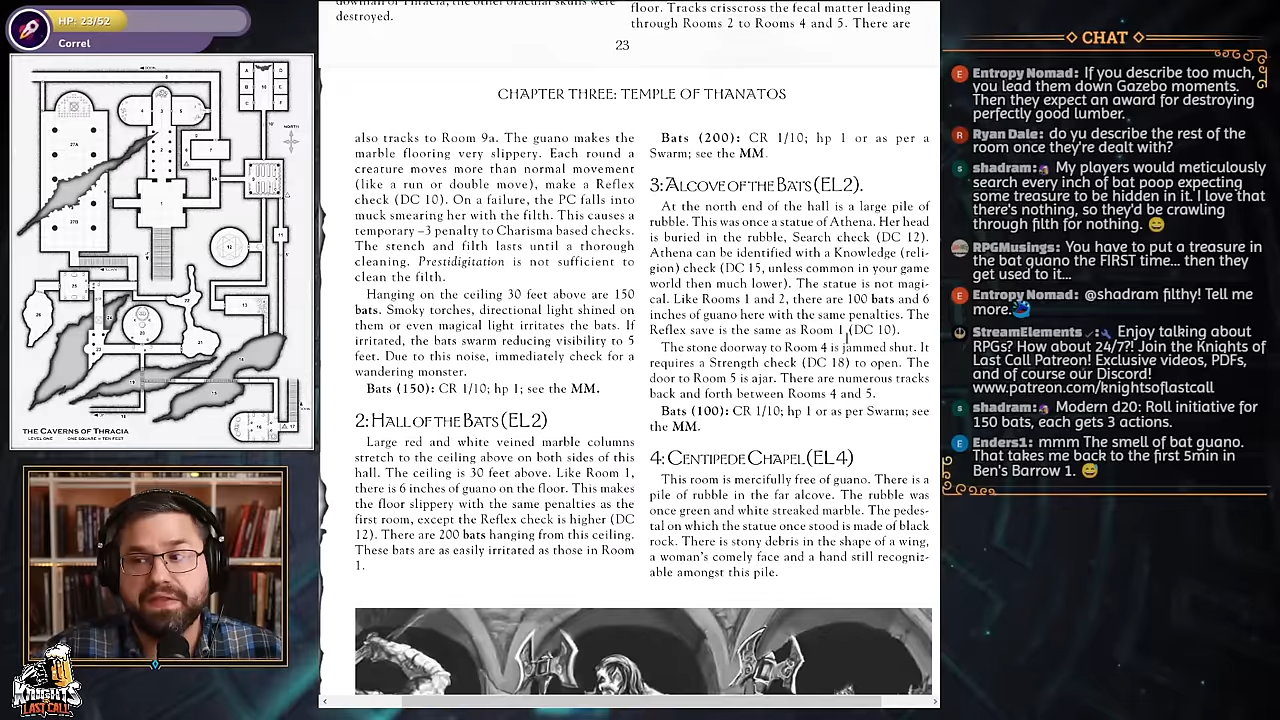 HP: 23/52
Correl
THE CAVERNS OF THRACIA
LEVEL ONE ONE SQUARE = TEN FEET
NORTH
destroyed.
floor. Tracks crisscross the fecal matter leading
through Rooms 2 to Rooms 4 and 5. There are
23
CHAPTER THREE: TEMPLE OF THANATOS
also tracks to Room 9a. The guano makes the
marble flooring very slippery. Each round a
creature moves more than normal movement
(like a run or double move), make a Reflex
check (DC 10). On a failure, the PC falls into
muck smearing her with the filth. This causes a
temporary –3 penalty to Charisma based checks.
The stench and filth lasts until a thorough
cleaning. Prestidigitation is not sufficient to
clean the filth.
Hanging on the ceiling 30 feet above are 150
bats. Smoky torches, directional light shined on
them or even magical light irritates the bats. If
irritated, the bats swarm reducing visibility to 5
feet. Due to this noise, immediately check for a
wandering monster.
Bats (150): CR 1/10; hp 1; see the MM.
2: HALL OF THE BATS (EL 2)
Large red and white veined marble columns
stretch to the ceiling above on both sides of this
hall. The ceiling is 30 feet above. Like Room 1,
there is 6 inches of guano on the floor. This makes
the floor slippery with the same penalties as the
first room, except the Reflex check is higher (DC
12). There are 200 bats hanging from this ceiling.
These bats are as easily irritated as those in Room
1.
Bats (200): CR 1/10; hp 1 or as per a
Swarm; see the MM.
3: ALCOVE OF THE BATS (EL 2).
At the north end of the hall is a large pile of
rubble. This was once a statue of Athena. Her head
is buried in the rubble, Search check (DC 12).
Athena can be identified with a Knowledge (reli-
gion) check (DC 15, unless common in your game
world then much lower). The statue is not magi-
cal. Like Rooms 1 and 2, there are 100 bats and 6
inches of guano here with the same penalties. The
Reflex save is the same as Room 1 (DC 10).
The stone doorway to Room 4 is jammed shut. It
requires a Strength check (DC 18) to open. The
door to Room 5 is ajar. There are numerous tracks
back and forth between Rooms 4 and 5.
Bats (100): CR 1/10; hp 1 or as per Swarm; see
the MM.
4: CENTIPEDE CHAPEL (EL 4)
This room is mercifully free of guano. There is a
pile of rubble in the far alcove. The rubble was
once green and white streaked marble. The pedes-
tal on which the statue once stood is made of black
rock. There is stony debris in the shape of a wing,
a woman's comely face and a hand still recogniz-
able amongst this pile.
CHAT
Entropy Nomad: If you describe too much,
you lead them down Gazebo moments.
Then they expect an award for destroying
perfectly good lumber.
Ryan Dale: do yu describe the rest of the
room once they're dealt with?
shadram: My players would meticulously
search every inch of bat poop expecting
some treasure to be hidden in it. I love that
there's nothing, so they'd be crawling
through filth for nothing. 😅
RPGMusings: You have to put a treasure in
the bat guano the FIRST time... then they
get used to it...
Entropy Nomad: @shadram filthy! Tell me
more.
StreamElements: Enjoy talking about
RPGs? How about 24/7?! Join the Knights of
Last Call Patreon! Exclusive videos, PDFs,
and of course our Discord!
www.patreon.com/knightsoflastcall
shadram: Modern d20: Roll initiative for
150 bats, each gets 3 actions.
Enders1: mmm The smell of bat guano.
That takes me back to the first 5min in
Ben's Barrow 1. 😅
KNIGHTS
OF LAST CALL